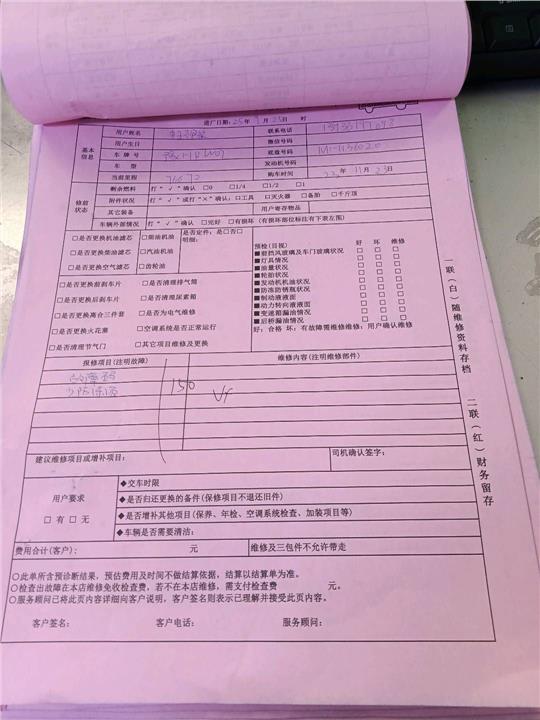 进厂日期:25年 月25日 时
基本信息
用户姓名
联系电话
用户生日
微信号码
车牌号
底盘号码
车型
发动机号码
当前里程
购车时间 11月23日
修前状态
剩余燃料 打“√”确认 □0 □1/4 □1/2 □1
附件状况 打“√”或打“×”确认:□工具 □灭火器 □备胎 □千斤顶
其它装备 用户寄存物品
车辆外部情况 打“√”确认 □完好 □有损坏(有损部位标注有下表左图)
□是否更换机油滤芯 □柴油机油 是否定件:是□否□
明细:
□是否更换柴油滤芯 □汽油机油
□是否更换空气滤芯 □齿轮油
□是否更换前刹车片 □是否清理排气筒
□是否更换后刹车片 □是否清理尿素箱
□是否更换离合三件套 □是否为电气维修
□是否更换火花塞 □空调系统是否正常运行
□是否清理节气门 □其它项目维修及更换
预检(目视) 好 坏 维修
■前挡风玻璃及车门玻璃状况 □ □ □
■灯具情况 □ □ □
■油量状况 □ □ □
■轮胎状况 □ □ □
■发动机机油状况 □ □ □
■防冻防锈瓶状况 □ □ □
■制动液液面 □ □ □
■动力转向液液面 □ □ □
■变速箱漏油情况 □ □ □
■后桥漏油情况 □ □ □
好:合格 坏:有故障需维修维修:用户确认维修
报修项目(注明故障) 维修内容(注明维修部件)
150
建议维修项目或增补项目: 司机确认签字:
用户要求
□有□无
◆交车时限
◆是否归还更换的备件(保修项目不退还旧件)
◆是否增补其他项目(保养、年检、空调系统检查、加装项目等)
◆车辆是否需要清洁:
费用合计(客户): 元 维修及三包件不允许带走
○此单所含预诊断结果,预估费用及时间不做结算依据,结算以结算单为准。
○检查出故障在本店维修免收检查费,若不在本店维修,需支付检查费 元。
○服务顾问已将此页内容详细向客户说明,客户签名则表示已理解并接受此页内容。
客户签名: 客户电话: 服务顾问:
一联(白)随维修资料存档 二联(红)财务留存